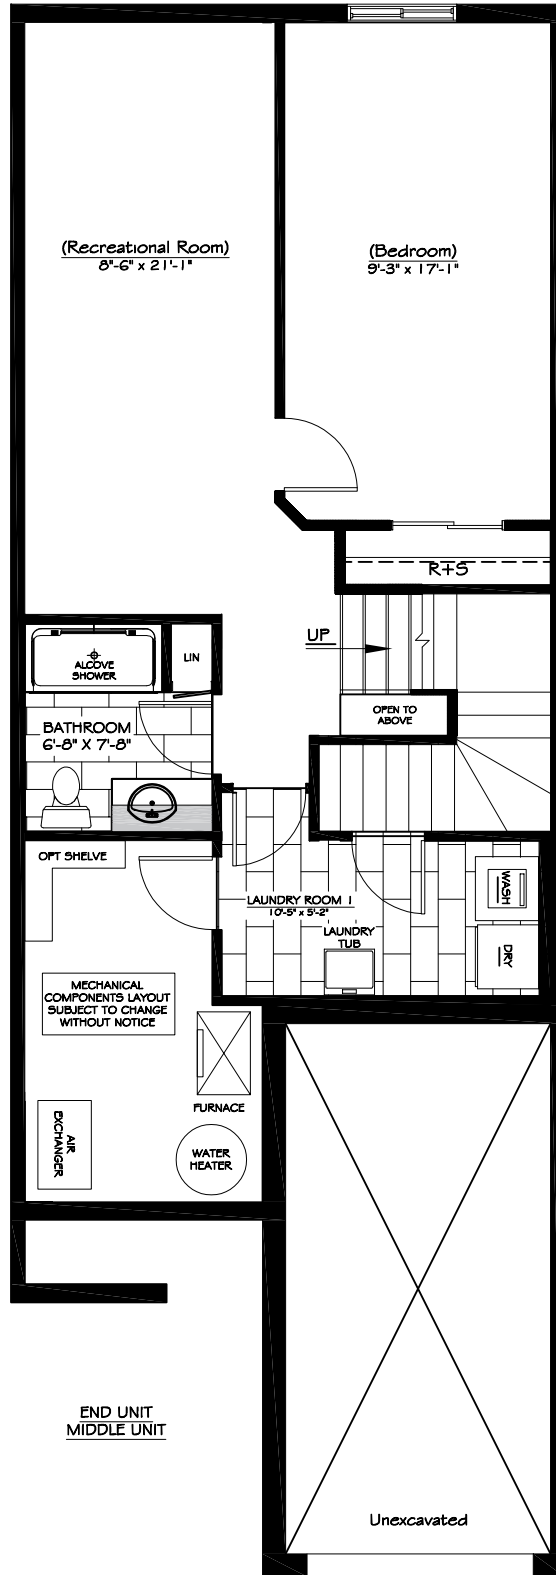 (Recreational Room)
8"-6" x 21'-1"
(Bedroom)
9'-3" x 17'-1"
R+S
UP
LIN
ALCOVE
SHOWER
OPEN TO
ABOVE
BATHROOM
6'-8" X 7'-8"
OPT SHELVE
LAUNDRY ROOM 1
10'-5" x 5'-2"
WASH
LAUNDRY
TUB
DRY
MECHANICAL
COMPONENTS LAYOUT
SUBJECT TO CHANGE
WITHOUT NOTICE
FURNACE
AIR
EXCHANGER
WATER
HEATER
END UNIT
MIDDLE UNIT
Unexcavated